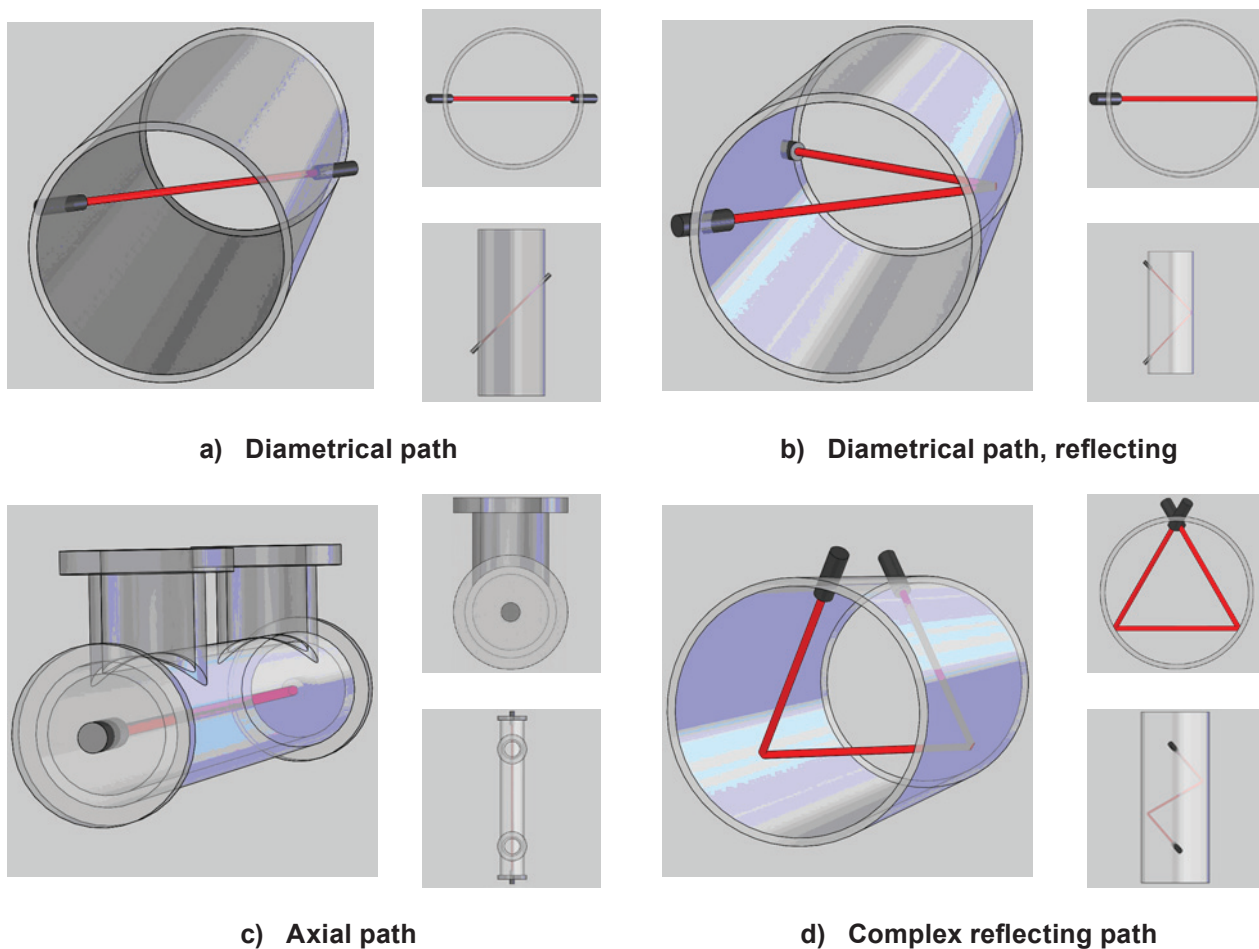 a) Diametrical path
b) Diametrical path, reflecting
c) Axial path
d) Complex reflecting path